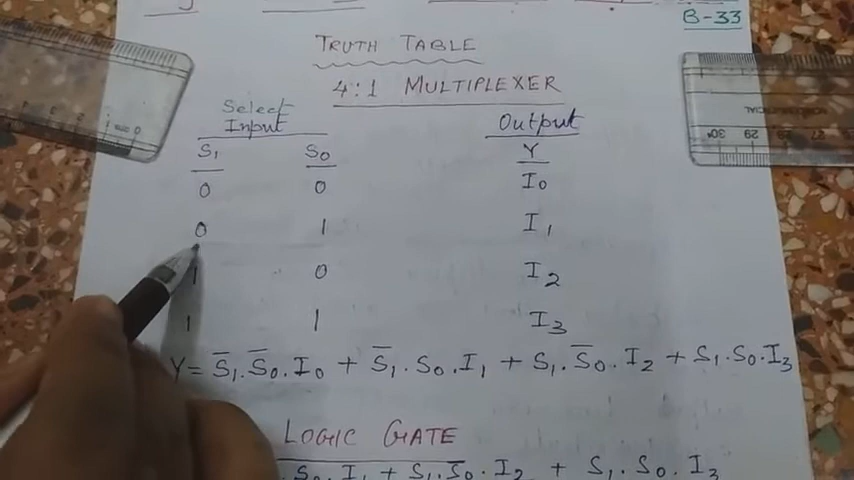 B-33
TRUTH TABLE
4:1 MULTIPLEXER
Select Input Output
S₁ S₀ Y
0 0 I₀
0 1 I₁
1 0 I₂
1 1 I₃
Y = S̅₁.S̅₀.I₀ + S̅₁.S₀.I₁ + S₁.S̅₀.I₂ + S₁.S₀.I₃
LOGIC GATE
S₀.I₁ + S₁.S̅₀.I₂ + S₁.S₀.I₃